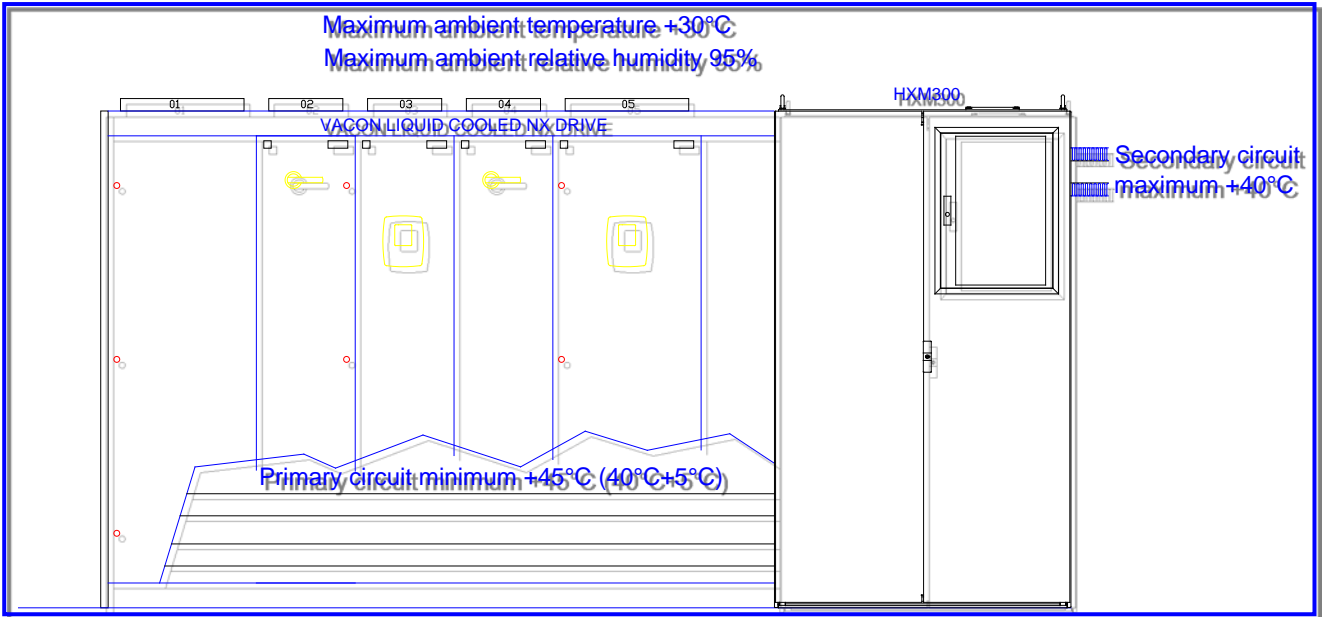 Maximum ambient temperature +30°C
Maximum ambient relative humidity 95%
HXM300
01 02 03 04 05
VACON LIQUID COOLED NX DRIVE
Secondary circuit
maximum +40°C
Primary circuit minimum +45°C (40°C+5°C)